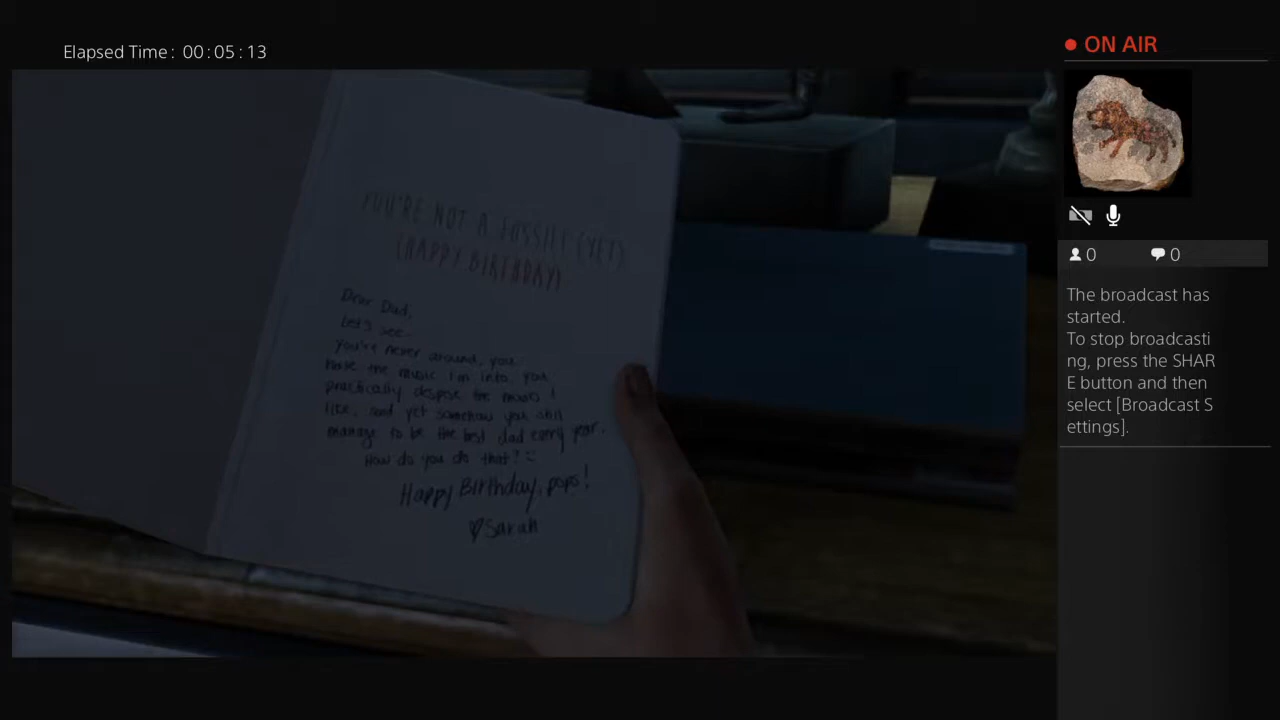 Elapsed Time: 00:05:13
ON AIR
YOU'RE NOT A FOSSIL! (YET)
(HAPPY BIRTHDAY)
Dear Dad,
Let's see...
you're never around, you
hate the music I'm into, you
practically despise the movies I
like, and yet somehow you still
manage to be the best dad every year.
How do you do that? :)
Happy Birthday, pops!
♡Sarah
0
0
The broadcast has
started.
To stop broadcasti
ng, press the SHAR
E button and then
select [Broadcast S
ettings].